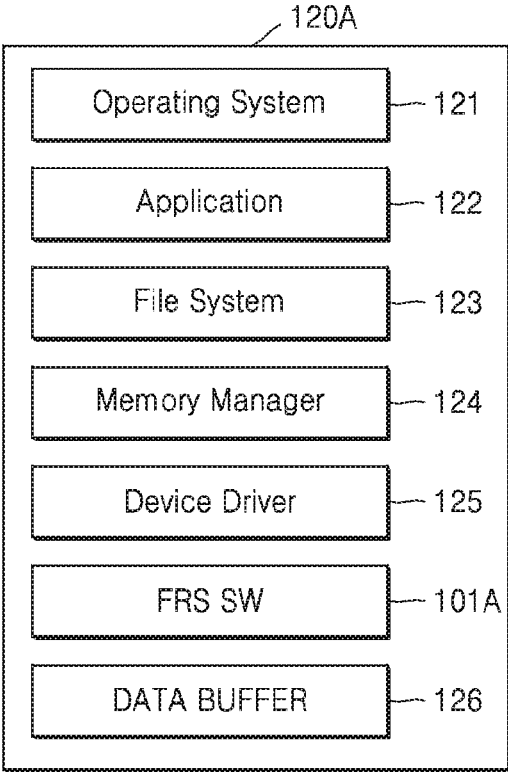 120A
Operating System 121
Application 122
File System 123
Memory Manager 124
Device Driver 125
FRS SW 101A
DATA BUFFER 126